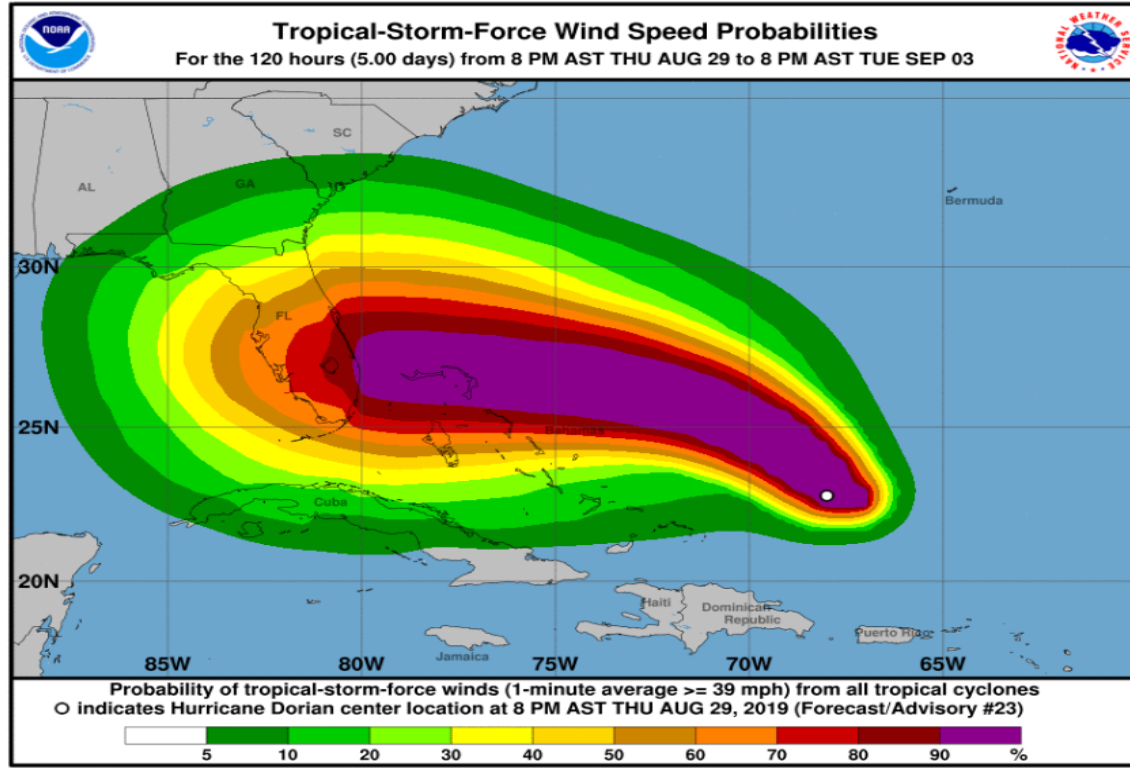 NOAA
NATIONAL WEATHER SERVICE
Tropical-Storm-Force Wind Speed Probabilities
For the 120 hours (5.00 days) from 8 PM AST THU AUG 29 to 8 PM AST TUE SEP 03
SC
AL
GA
Bermuda
30N
FL
25N
Bahamas
Cuba
20N
Haiti
Dominican
Republic
Puerto Rico
Jamaica
85W 80W 75W 70W 65W
Probability of tropical-storm-force winds (1-minute average >= 39 mph) from all tropical cyclones
indicates Hurricane Dorian center location at 8 PM AST THU AUG 29, 2019 (Forecast/Advisory #23)
5 10 20 30 40 50 60 70 80 90 %